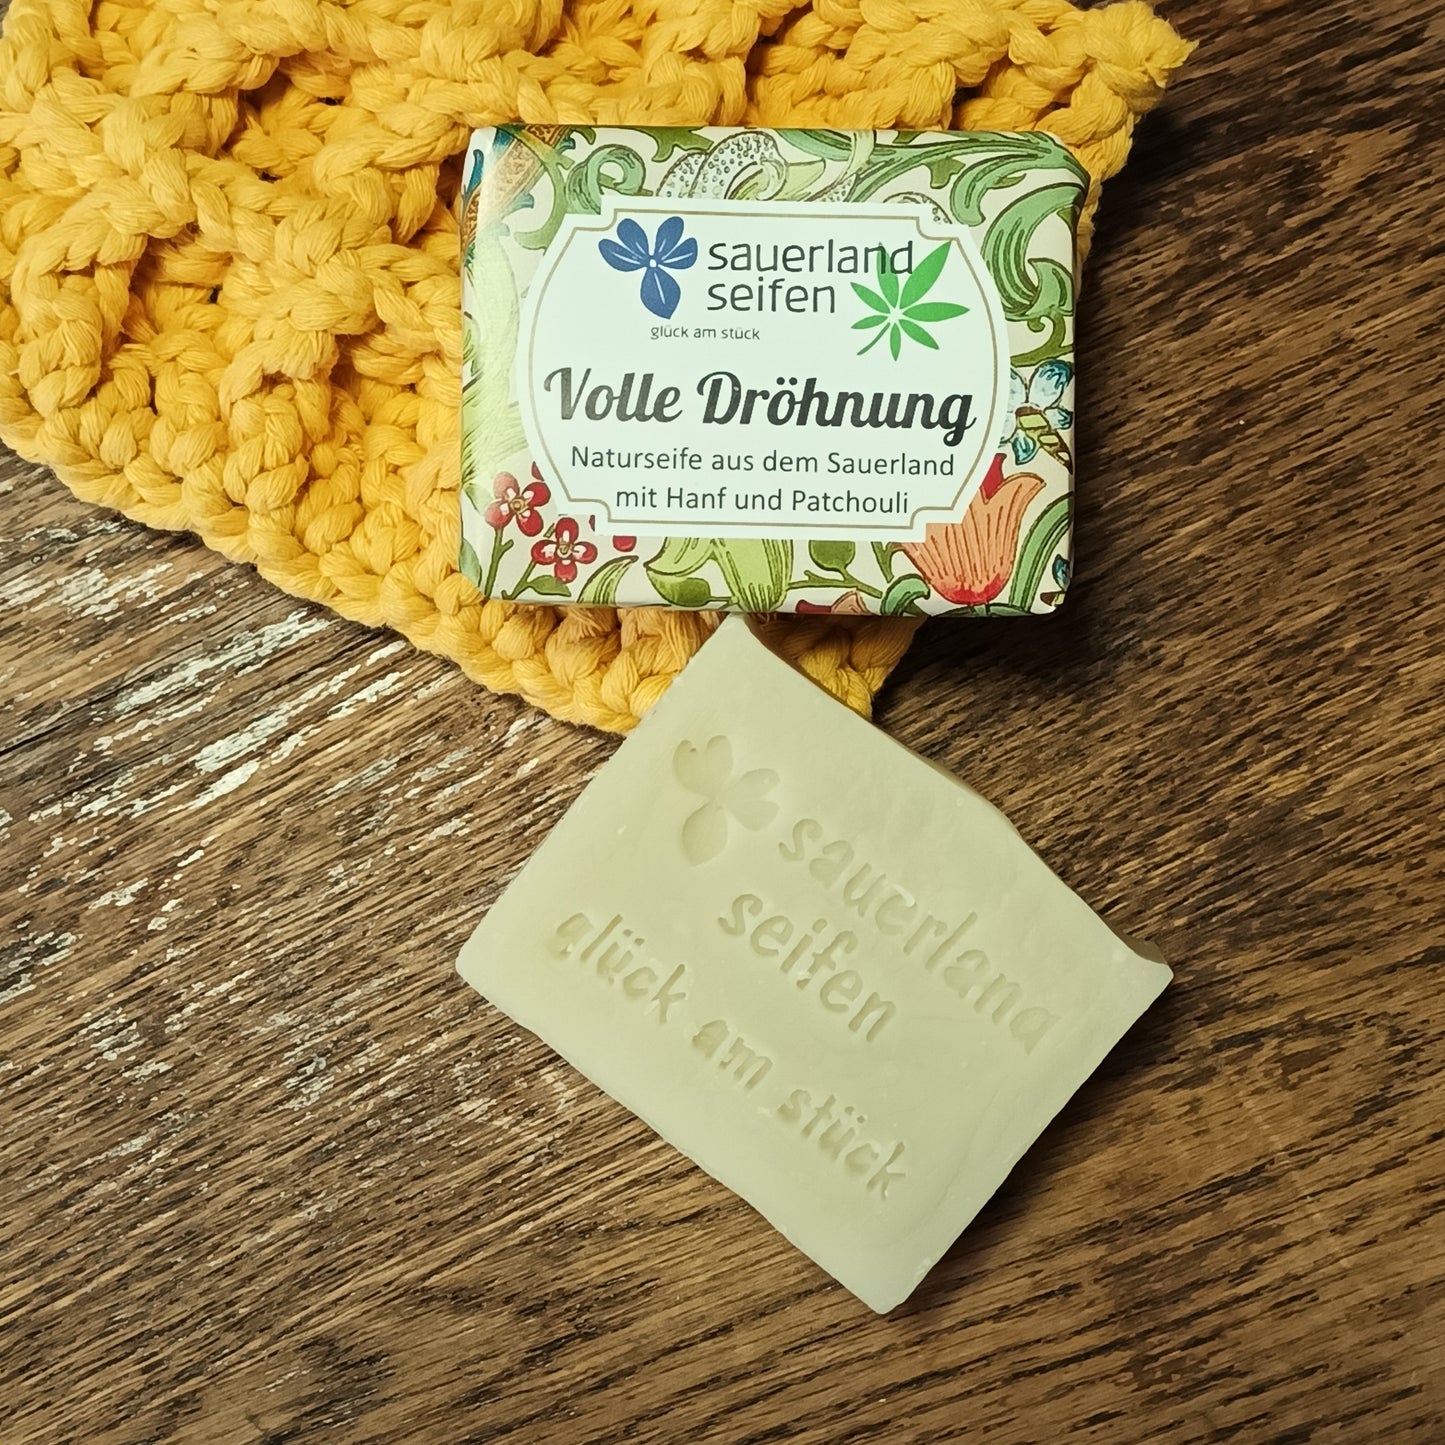 sauerland
seifen
glück am stück
Volle Dröhnung
Naturseife aus dem Sauerland
mit Hanf und Patchouli
sauerland
seifen
glück am stück